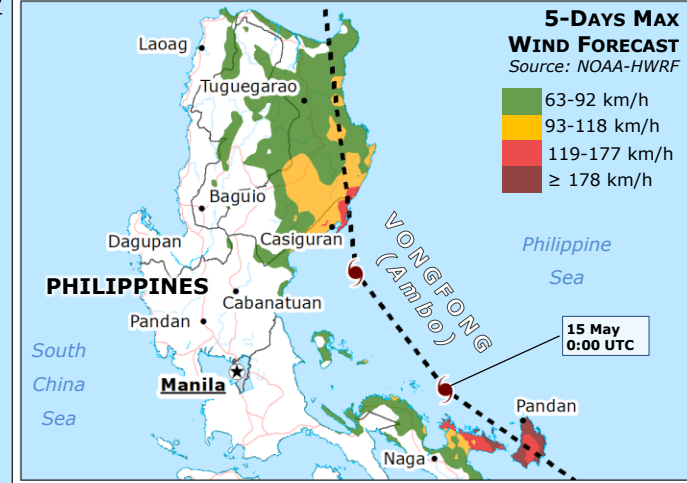 5-DAYS MAX
WIND FORECAST
Source: NOAA-HWRF
63-92 km/h
93-118 km/h
119-177 km/h
≥ 178 km/h
Laoag
Tuguegarao
Baguio
Casiguran
Dagupan
VONGFONG
(Ambo)
Philippine
Sea
PHILIPPINES
Cabanatuan
Pandan
15 May
0:00 UTC
South
China
Sea
Manila
Pandan
Naga